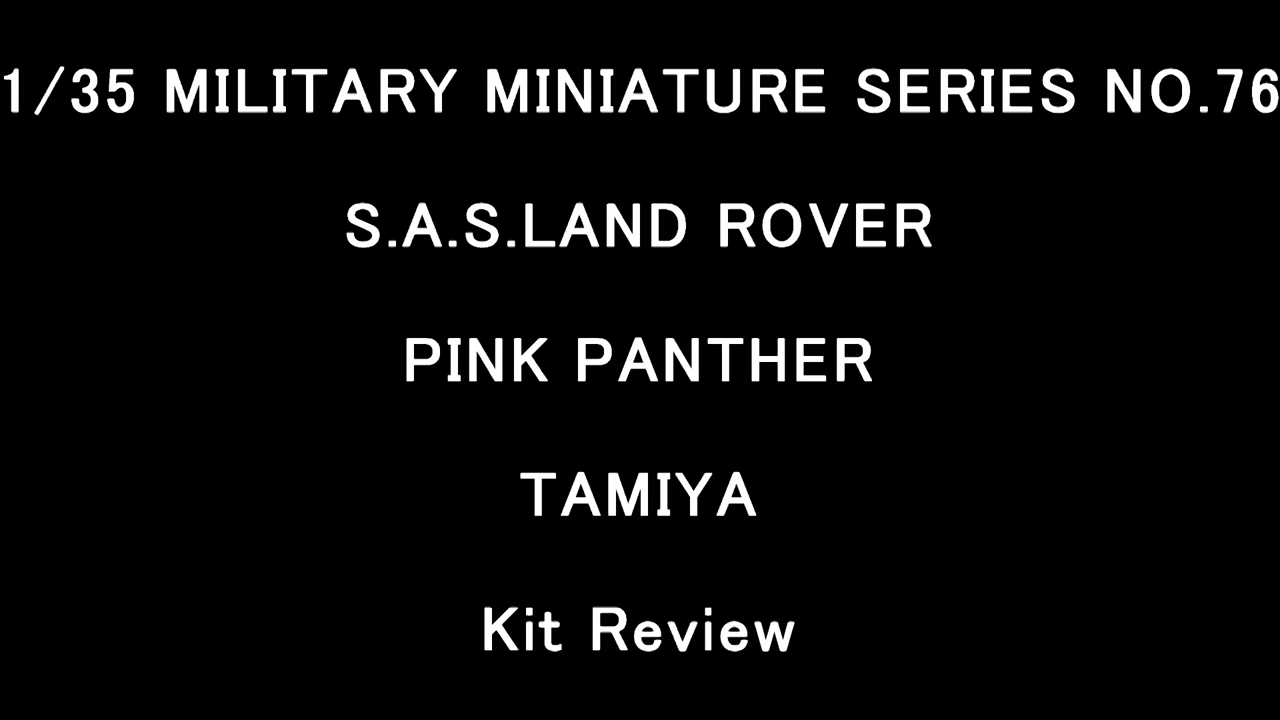 1/35 MILITARY MINIATURE SERIES NO.76
S.A.S.LAND ROVER
PINK PANTHER
TAMIYA
Kit Review